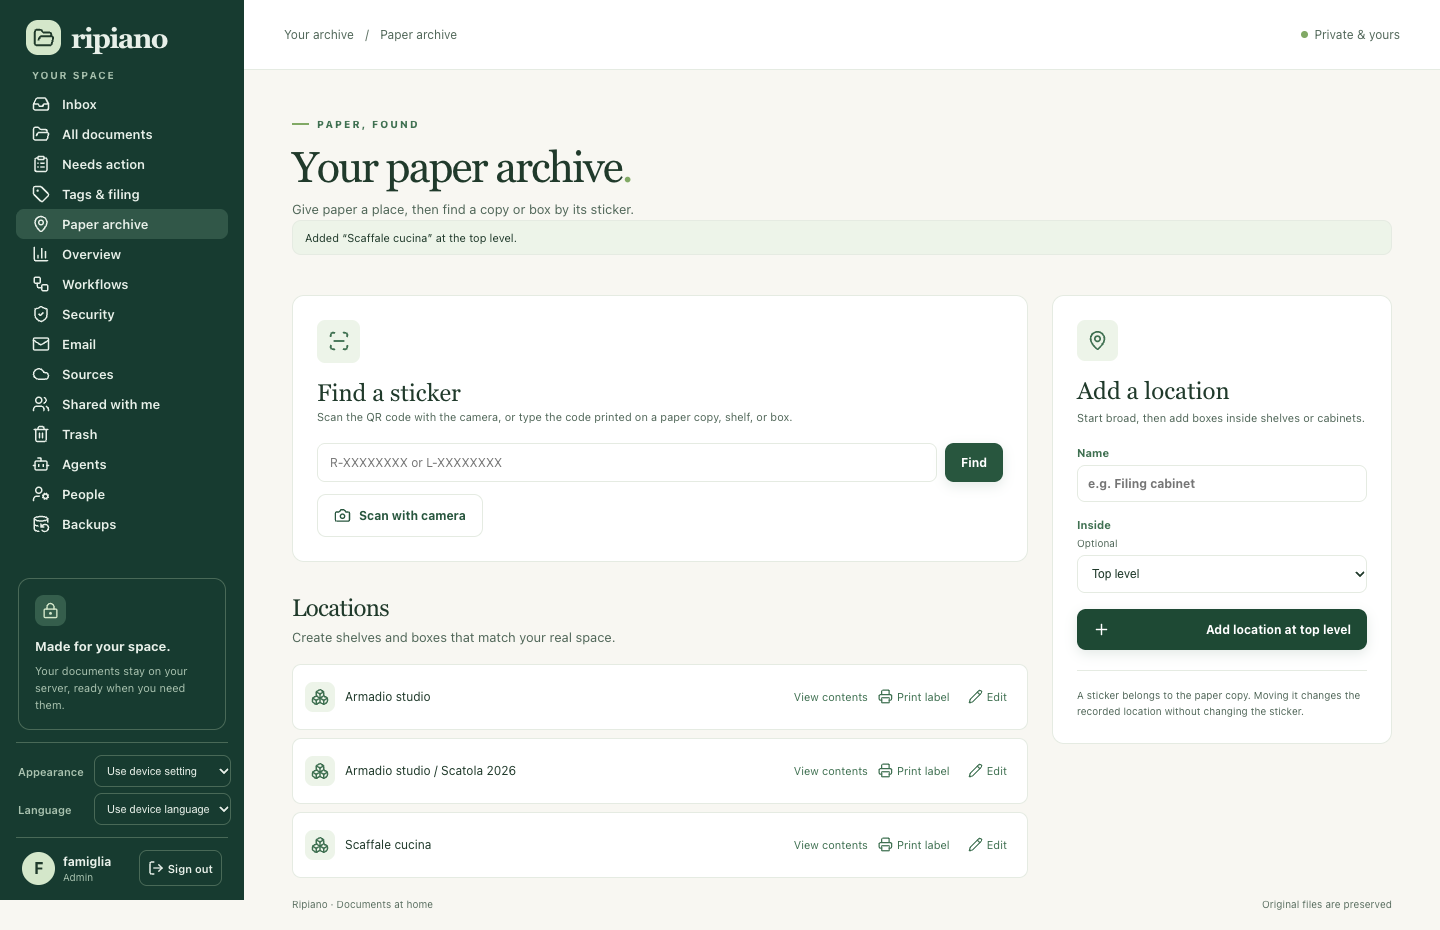 ripiano
YOUR SPACE
Inbox
All documents
Needs action
Tags & filing
Paper archive
Overview
Workflows
Security
Email
Sources
Shared with me
Trash
Agents
People
Backups
Made for your space.
Your documents stay on your
server, ready when you need
them.
Appearance Use device setting
Language Use device language
F famiglia
Admin
Sign out
Your archive / Paper archive
Private & yours
PAPER, FOUND
Your paper archive.
Give paper a place, then find a copy or box by its sticker.
Added “Scaffale cucina” at the top level.
Find a sticker
Scan the QR code with the camera, or type the code printed on a paper copy, shelf, or box.
R-XXXXXXXX or L-XXXXXXXX Find
Scan with camera
Locations
Create shelves and boxes that match your real space.
Armadio studio View contents Print label Edit
Armadio studio / Scatola 2026 View contents Print label Edit
Scaffale cucina View contents Print label Edit
Add a location
Start broad, then add boxes inside shelves or cabinets.
Name
e.g. Filing cabinet
Inside
Optional
Top level
Add location at top level
A sticker belongs to the paper copy. Moving it changes the
recorded location without changing the sticker.
Ripiano · Documents at home
Original files are preserved